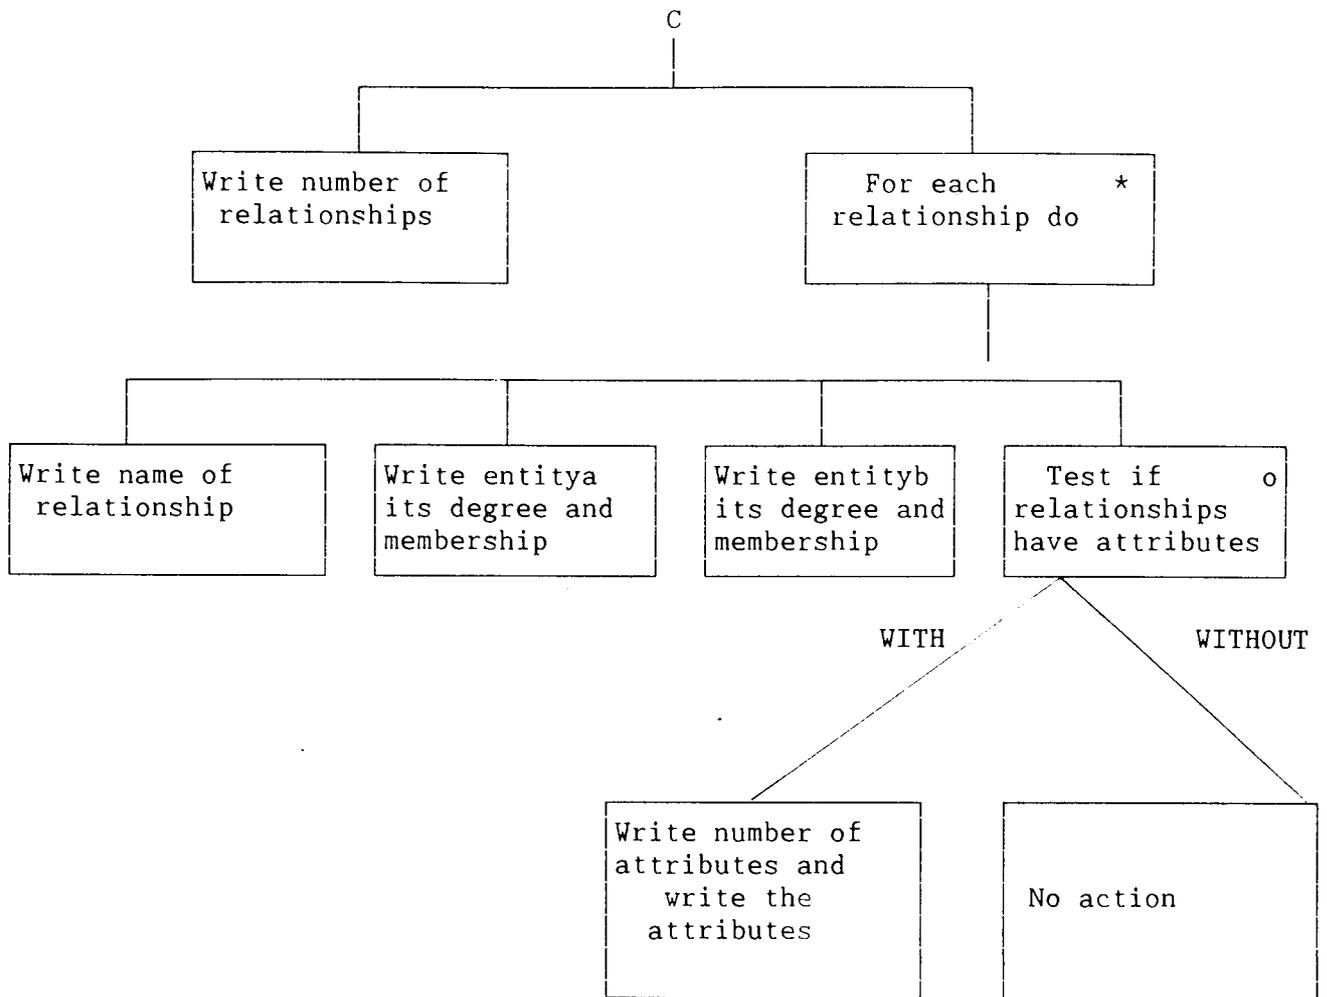 C
Write number of
relationships
For each *
relationship do
Write name of
relationship
Write entitya
its degree and
membership
Write entityb
its degree and
membership
Test if o
relationships
have attributes
WITH
WITHOUT
Write number of
attributes and
write the
attributes
No action